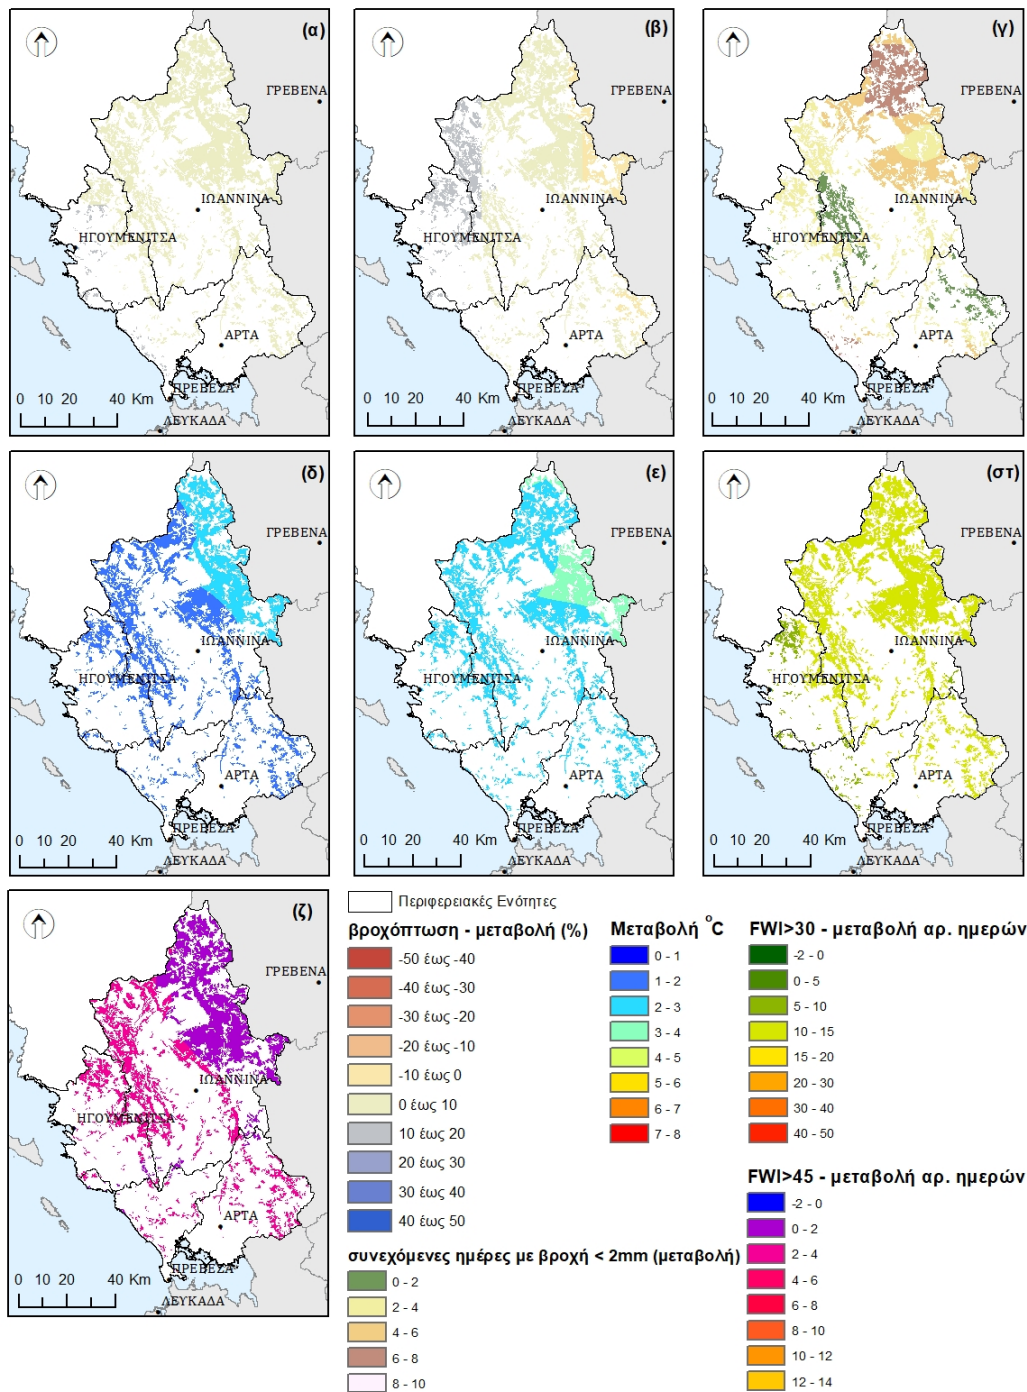 (α)
ΓΡΕΒΕΝΑ
ΙΩΑΝΝΙΝΑ
ΗΓΟΥΜΕΝΙΤΣΑ
ΑΡΤΑ
ΠΡΕΒΕΖΑ
0 10 20 40 Km
ΛΕΥΚΑΔΑ
(β)
ΓΡΕΒΕΝΑ
ΙΩΑΝΝΙΝΑ
ΗΓΟΥΜΕΝΙΤΣΑ
ΑΡΤΑ
ΠΡΕΒΕΖΑ
0 10 20 40 Km
ΛΕΥΚΑΔΑ
(γ)
ΓΡΕΒΕΝΑ
ΙΩΑΝΝΙΝΑ
ΗΓΟΥΜΕΝΙΤΣΑ
ΑΡΤΑ
ΠΡΕΒΕΖΑ
0 10 20 40 Km
ΛΕΥΚΑΔΑ
(δ)
ΓΡΕΒΕΝΑ
ΙΩΑΝΝΙΝΑ
ΗΓΟΥΜΕΝΙΤΣΑ
ΑΡΤΑ
ΠΡΕΒΕΖΑ
0 10 20 40 Km
ΛΕΥΚΑΔΑ
(ε)
ΓΡΕΒΕΝΑ
ΙΩΑΝΝΙΝΑ
ΗΓΟΥΜΕΝΙΤΣΑ
ΑΡΤΑ
ΠΡΕΒΕΖΑ
0 10 20 40 Km
ΛΕΥΚΑΔΑ
(στ)
ΓΡΕΒΕΝΑ
ΙΩΑΝΝΙΝΑ
ΗΓΟΥΜΕΝΙΤΣΑ
ΑΡΤΑ
ΠΡΕΒΕΖΑ
0 10 20 40 Km
ΛΕΥΚΑΔΑ
(ζ)
ΓΡΕΒΕΝΑ
ΙΩΑΝΝΙΝΑ
ΗΓΟΥΜΕΝΙΤΣΑ
ΑΡΤΑ
ΠΡΕΒΕΖΑ
0 10 20 40 Km
ΛΕΥΚΑΔΑ
Περιφερειακές Ενότητες
βροχόπτωση - μεταβολή (%)
-50 έως -40
-40 έως -30
-30 έως -20
-20 έως -10
-10 έως 0
0 έως 10
10 έως 20
20 έως 30
30 έως 40
40 έως 50
συνεχόμενες ημέρες με βροχή < 2mm (μεταβολή)
0 - 2
2 - 4
4 - 6
6 - 8
8 - 10
Μεταβολή °C
0 - 1
1 - 2
2 - 3
3 - 4
4 - 5
5 - 6
6 - 7
7 - 8
FWI>30 - μεταβολή αρ. ημερών
-2 - 0
0 - 5
5 - 10
10 - 15
15 - 20
20 - 30
30 - 40
40 - 50
FWI>45 - μεταβολή αρ. ημερών
-2 - 0
0 - 2
2 - 4
4 - 6
6 - 8
8 - 10
10 - 12
12 - 14